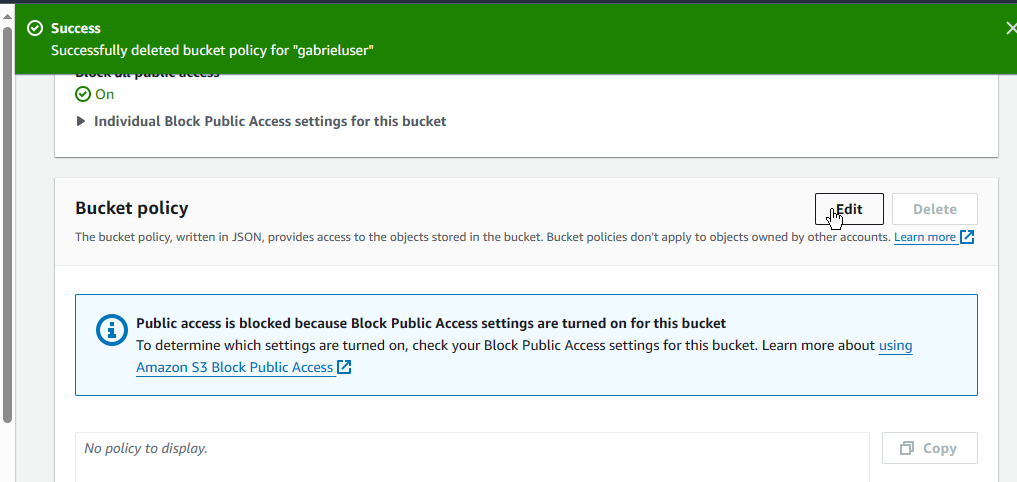 Success
Successfully deleted bucket policy for "gabrieluser"
Block all public access
On
Individual Block Public Access settings for this bucket
Bucket policy
Edit
Delete
The bucket policy, written in JSON, provides access to the objects stored in the bucket. Bucket policies don't apply to objects owned by other accounts. Learn more
Public access is blocked because Block Public Access settings are turned on for this bucket
To determine which settings are turned on, check your Block Public Access settings for this bucket. Learn more about using
Amazon S3 Block Public Access
No policy to display.
Copy